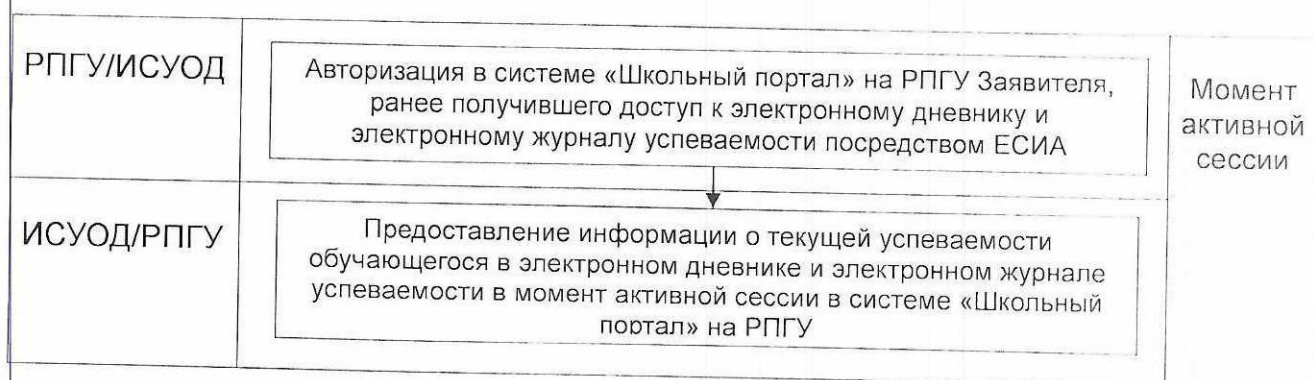 РПГУ/ИСУОД
Авторизация в системе «Школьный портал» на РПГУ Заявителя,
ранее получившего доступ к электронному дневнику и
электронному журналу успеваемости посредством ЕСИА
Момент
активной
сессии
ИСУОД/РПГУ
Предоставление информации о текущей успеваемости
обучающегося в электронном дневнике и электронном журнале
успеваемости в момент активной сессии в системе «Школьный
портал» на РПГУ